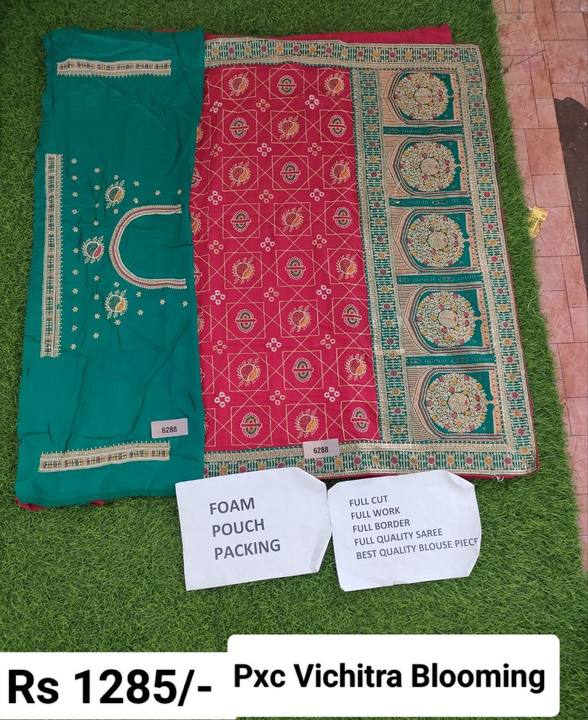 6288
6288
FOAM
POUCH
PACKING
FULL CUT
FULL WORK
FULL BORDER
FULL QUALITY SAREE
BEST QUALITY BLOUSE PIECE
Rs 1285/-
Pxc Vichitra Blooming